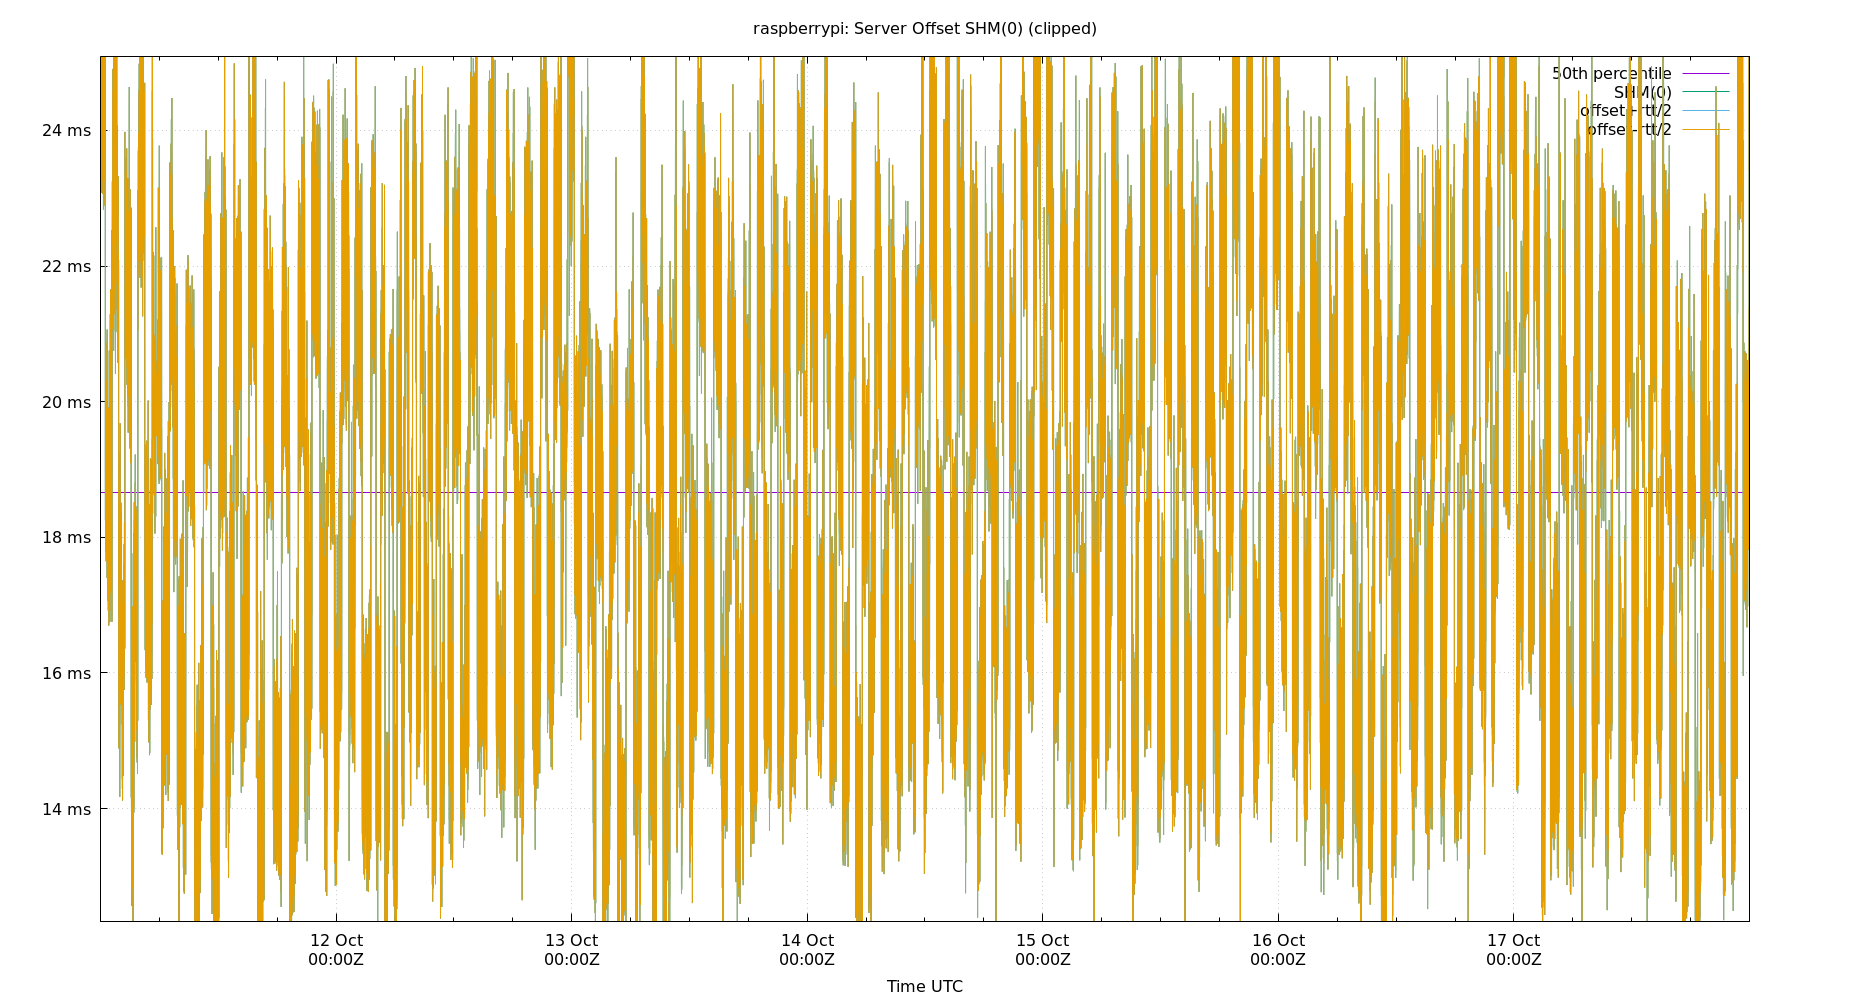 raspberrypi: Server Offset SHM(0) (clipped)
50th percentile
SHM(0)
offset+rtt/2
offset-rtt/2
24 ms
22 ms
20 ms
18 ms
16 ms
14 ms
12 Oct 13 Oct 14 Oct 15 Oct 16 Oct 17 Oct
00:00Z 00:00Z 00:00Z 00:00Z 00:00Z 00:00Z
Time UTC